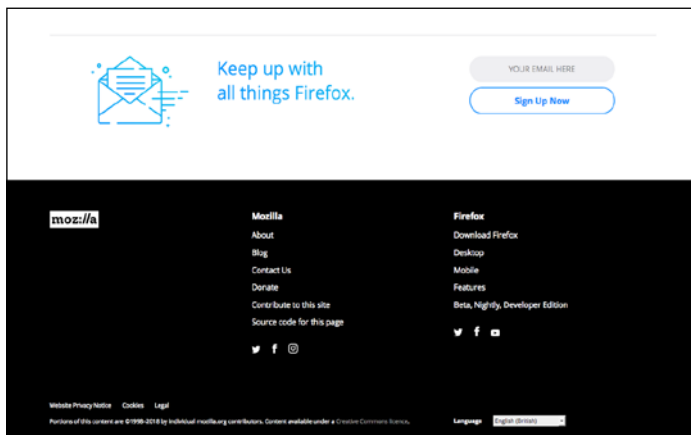 Keep up with
all things Firefox.
YOUR EMAIL HERE
Sign Up Now
moz://a
Mozilla
About
Blog
Contact Us
Donate
Contribute to this site
Source code for this page
Firefox
Download Firefox
Desktop
Mobile
Features
Beta, Nightly, Developer Edition
Website Privacy Notice Cookies Legal
Portions of this content are ©1998-2018 by individual mozilla.org contributors. Content available under a Creative Commons licence.
Language English (British)